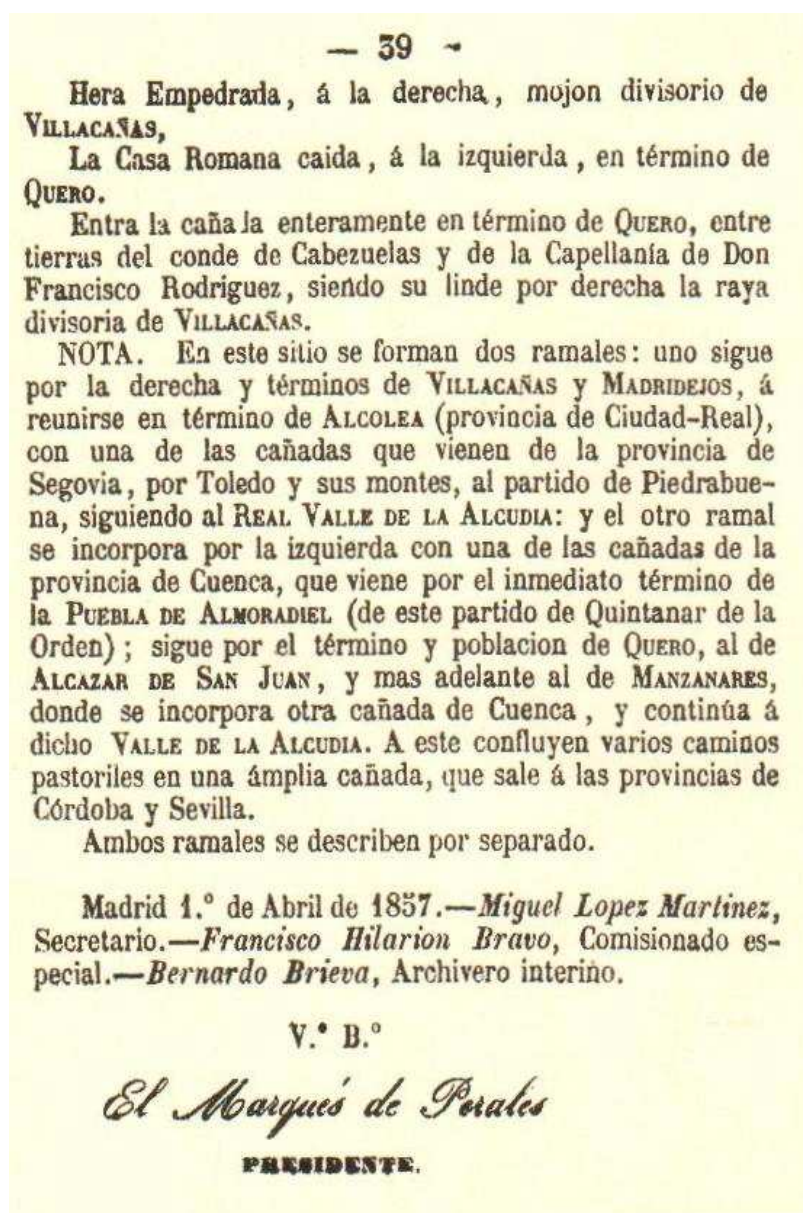 — 39 -
Hera Empedrada, á la derecha, mojon divisorio de
VILLACAÑAS,
La Casa Romana caida, á la izquierda, en término de
QUERO.
Entra la cañada enteramente en término de QUERO, entre
tierras del conde de Cabezuelas y de la Capellanía de Don
Francisco Rodriguez, siendo su linde por derecha la raya
divisoria de VILLACAÑAS.
NOTA. En este sitio se forman dos ramales: uno sigue
por la derecha y términos de VILLACAÑAS y MADRIDEJOS, á
reunirse en término de ALCOLEA (provincia de Ciudad-Real),
con una de las cañadas que vienen de la provincia de
Segovia, por Toledo y sus montes, al partido de Piedrabue-
na, siguiendo al REAL VALLE DE LA ALCUDIA: y el otro ramal
se incorpora por la izquierda con una de las cañadas de la
provincia de Cuenca, que viene por el inmediato término de
la PUEBLA DE ALMORADIEL (de este partido de Quintanar de la
Orden); sigue por el término y poblacion de QUERO, al de
ALCAZAR DE SAN JUAN, y mas adelante al de MANZANARES,
donde se incorpora otra cañada de Cuenca, y continúa á
dicho VALLE DE LA ALCUDIA. A este confluyen varios caminos
pastoriles en una ámplia cañada, que sale á las provincias de
Córdoba y Sevilla.
Ambos ramales se describen por separado.
Madrid 1.º de Abril de 1857.—Miguel Lopez Martinez,
Secretario.—Francisco Hilarion Bravo, Comisionado es-
pecial.—Bernardo Brieva, Archivero interino.
V.º B.º
El Marqués de Perales
PRESIDENTE.